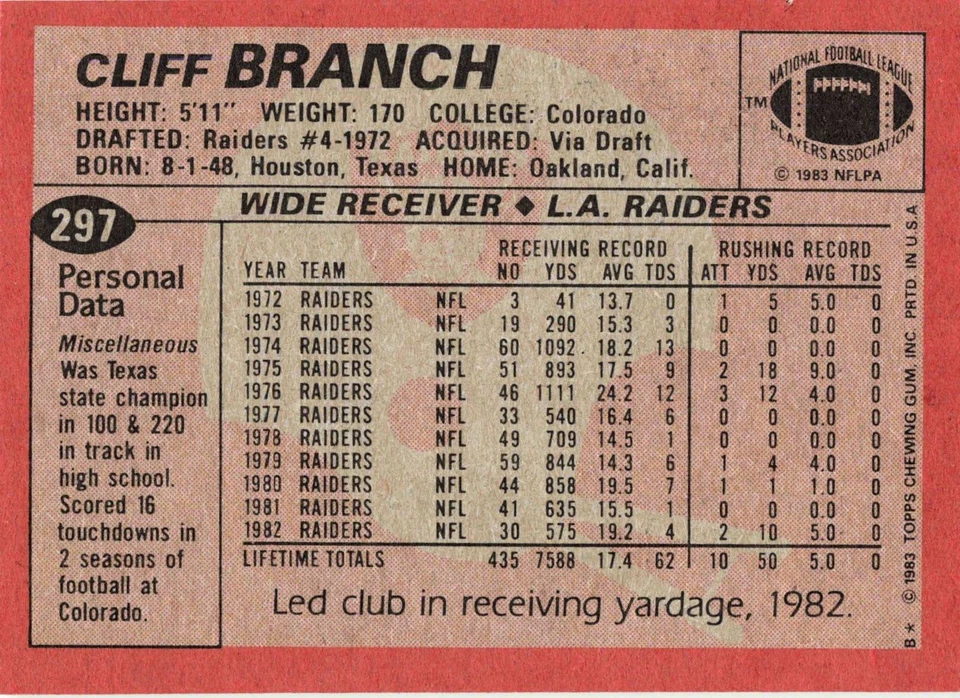 CLIFF BRANCH
HEIGHT: 5'11" WEIGHT: 170 COLLEGE: Colorado
DRAFTED: Raiders #4-1972 ACQUIRED: Via Draft
BORN: 8-1-48, Houston, Texas HOME: Oakland, Calif.
NATIONAL FOOTBALL LEAGUE
TM
PLAYERS ASSOCIATION
© 1983 NFLPA
WIDE RECEIVER ◆ L.A. RAIDERS
297
Personal
Data
Miscellaneous
Was Texas
state champion
in 100 & 220
in track in
high school.
Scored 16
touchdowns in
2 seasons of
football at
Colorado.
RECEIVING RECORD RUSHING RECORD
YEAR TEAM NO YDS AVG TDS ATT YDS AVG TDS
1972 RAIDERS NFL 3 41 13.7 0 1 5 5.0 0
1973 RAIDERS NFL 19 290 15.3 3 0 0 0.0 0
1974 RAIDERS NFL 60 1092 18.2 13 0 0 0.0 0
1975 RAIDERS NFL 51 893 17.5 9 2 18 9.0 0
1976 RAIDERS NFL 46 1111 24.2 12 3 12 4.0 0
1977 RAIDERS NFL 33 540 16.4 6 0 0 0.0 0
1978 RAIDERS NFL 49 709 14.5 1 0 0 0.0 0
1979 RAIDERS NFL 59 844 14.3 6 1 4 4.0 0
1980 RAIDERS NFL 44 858 19.5 7 1 1 1.0 0
1981 RAIDERS NFL 41 635 15.5 1 0 0 0.0 0
1982 RAIDERS NFL 30 575 19.2 4 2 10 5.0 0
LIFETIME TOTALS 435 7588 17.4 62 10 50 5.0 0
Led club in receiving yardage, 1982.
B* © 1983 TOPPS CHEWING GUM, INC. PRTD IN U.S.A